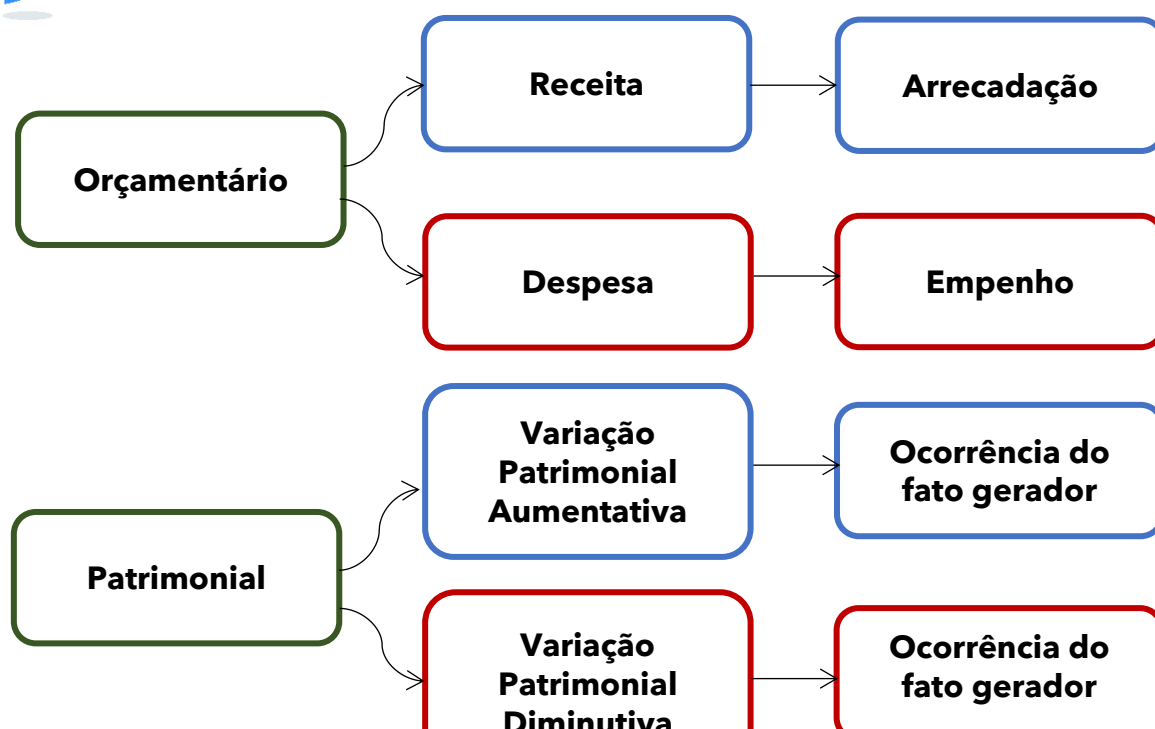 Receita
Arrecadação
Orçamentário
Despesa
Empenho
Variação
Patrimonial
Aumentativa
Ocorrência do
fato gerador
Patrimonial
Variação
Patrimonial
Diminutiva
Ocorrência do
fato gerador